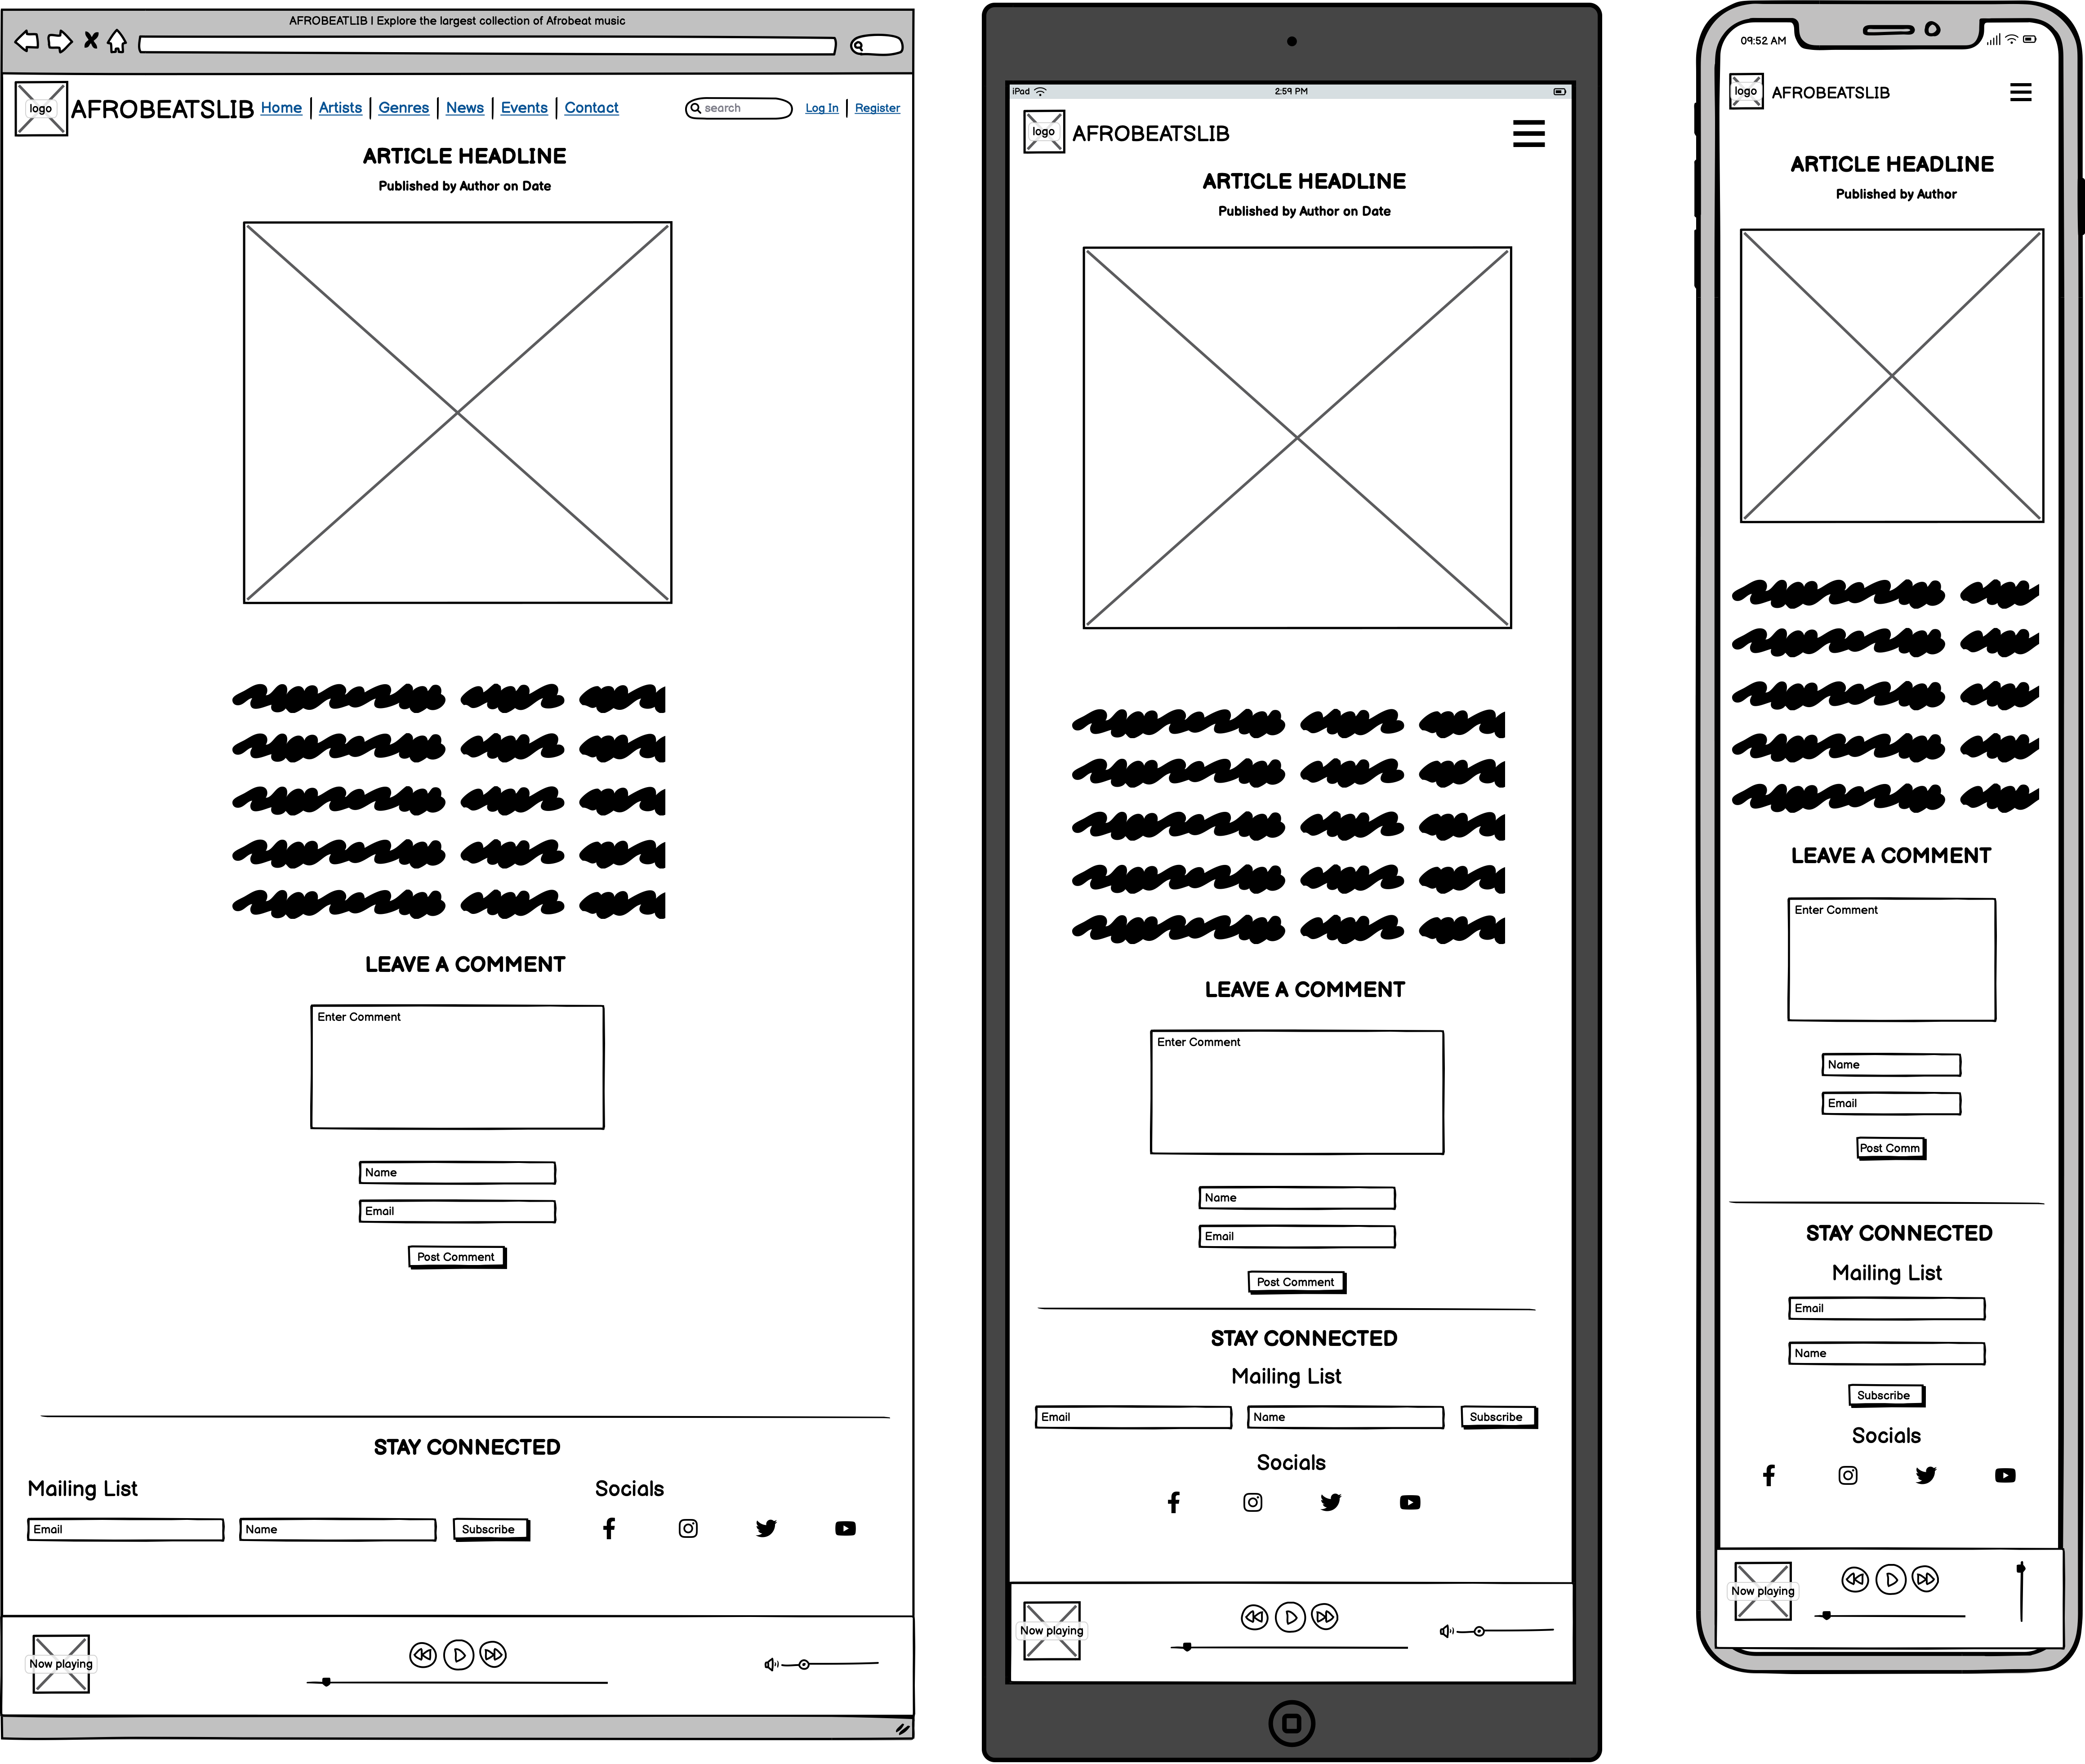 AFROBEATLIB | Explore the largest collection of Afrobeat music
logo AFROBEATSLIB Home | Artists | Genres | News | Events | Contact search Log In | Register
ARTICLE HEADLINE
Published by Author on Date
LEAVE A COMMENT
Enter Comment
Name
Email
Post Comment
STAY CONNECTED
Mailing List Socials
Email Name Subscribe
Now playing
iPad 2:59 PM
logo AFROBEATSLIB
ARTICLE HEADLINE
Published by Author on Date
LEAVE A COMMENT
Enter Comment
Name
Email
Post Comment
STAY CONNECTED
Mailing List
Email Name Subscribe
Socials
Now playing
09:52 AM
logo AFROBEATSLIB
ARTICLE HEADLINE
Published by Author
LEAVE A COMMENT
Enter Comment
Name
Email
Post Comm
STAY CONNECTED
Mailing List
Email
Name
Subscribe
Socials
Now playing